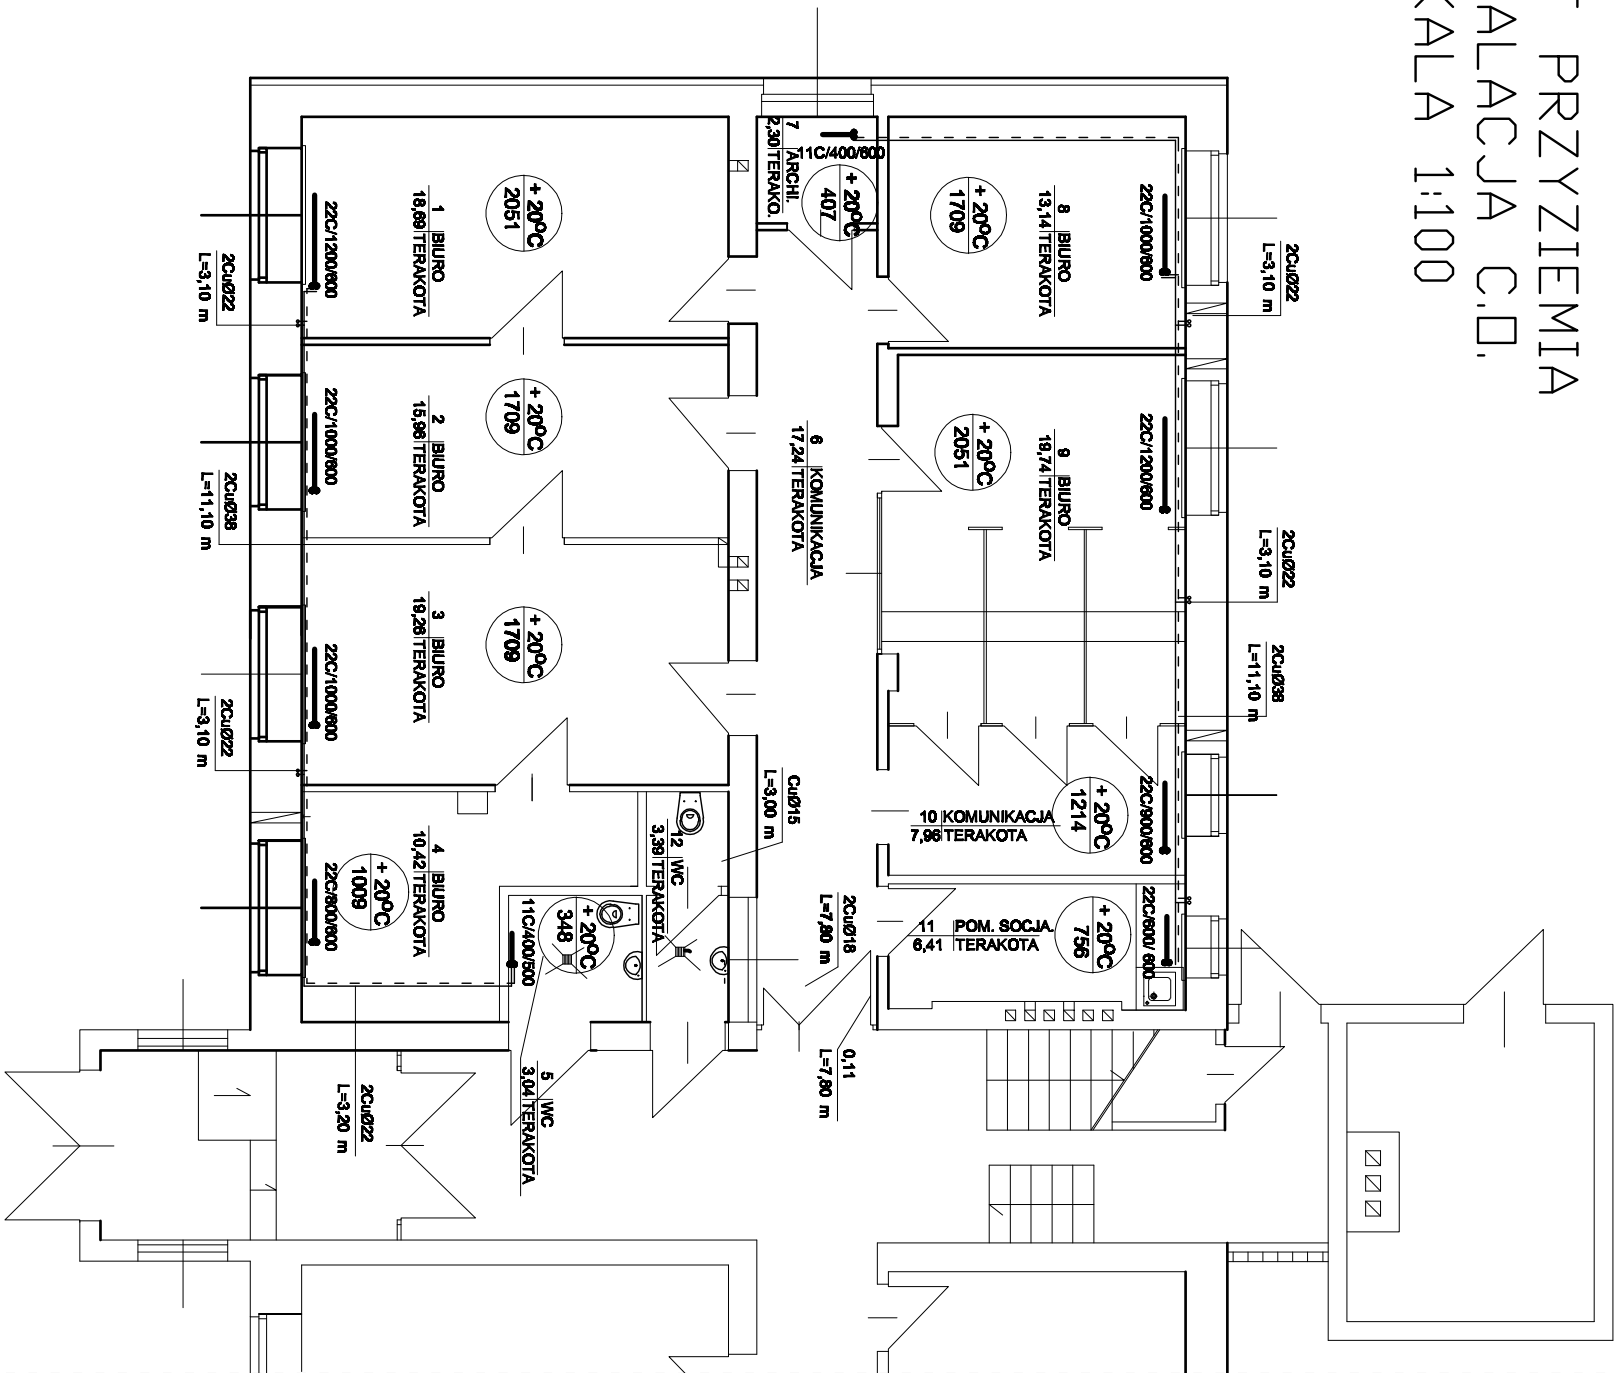 PRZYZIEMIA
ALACJA C.O.
KALA 1:100
1 BIURO
18,69 TERAKOTA
+ 20°C
2051
22C/1200/600
2CuØ22
L=3,10 m
2 BIURO
15,96 TERAKOTA
+ 20°C
1709
22C/1000/600
2CuØ38
L=11,10 m
3 BIURO
19,26 TERAKOTA
+ 20°C
1709
22C/1000/600
2CuØ22
L=3,10 m
4 BIURO
10,42 TERAKOTA
+ 20°C
1009
22C/800/600
2CuØ22
L=3,20 m
5 WC
3,04 TERAKOTA
+ 20°C
348
11C/400/500
12 WC
3,39 TERAKOTA
CuØ15
L=3,00 m
6 KOMUNIKACJA
17,24 TERAKOTA
2CuØ18
L=7,80 m
0,11
L=7,80 m
7 ARCHI.
2,30 TERAKO.
11C/400/600
+ 20°C
407
8 BIURO
13,14 TERAKOTA
+ 20°C
1709
22C/1000/600
2CuØ22
L=3,10 m
9 BIURO
19,74 TERAKOTA
+ 20°C
2051
22C/1200/600
2CuØ22
L=3,10 m
2CuØ38
L=11,10 m
10 KOMUNIKACJA
7,96 TERAKOTA
+ 20°C
1214
22C/900/600
11 POM. SOCJA.
6,41 TERAKOTA
+ 20°C
756
22C/600/ 600